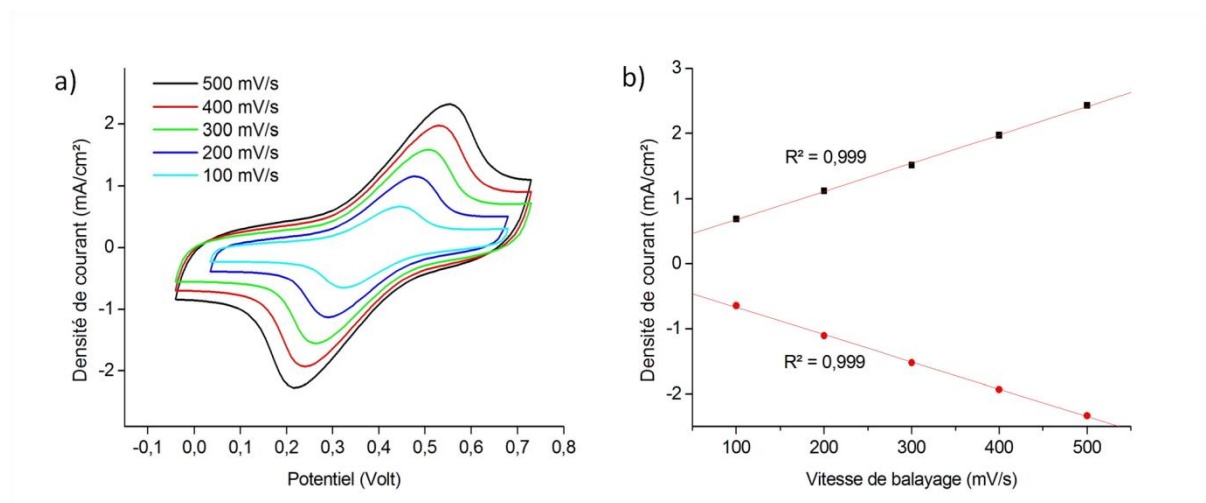 a)
500 mV/s
400 mV/s
300 mV/s
200 mV/s
100 mV/s
Densité de courant (mA/cm²)
2
1
0
-1
-2
-0,1 0,0 0,1 0,2 0,3 0,4 0,5 0,6 0,7 0,8
Potentiel (Volt)
b)
Densité de courant (mA/cm²)
3
2
1
0
-1
-2
R² = 0,999
R² = 0,999
100 200 300 400 500
Vitesse de balayage (mV/s)